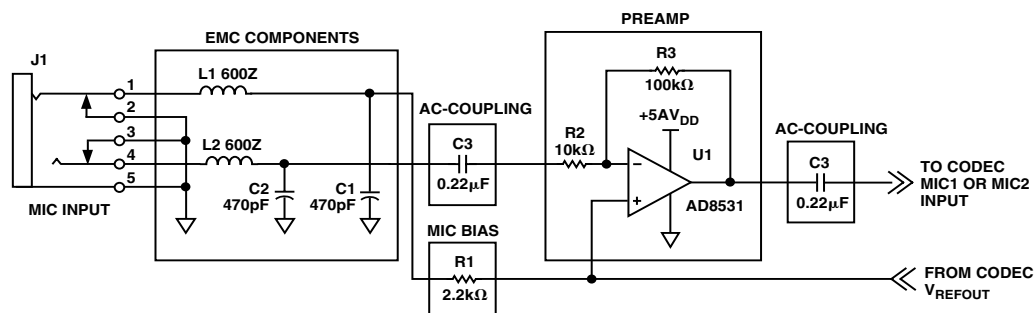 PREAMP
EMC COMPONENTS
J1
R3
100kΩ
L1 600Z
1
2
3
4
5
MIC INPUT
L2 600Z
C2
470pF
C1
470pF
AC-COUPLING
C3
0.22μF
R2
10kΩ
+5AVDD
U1
−
+
AD8531
AC-COUPLING
C3
0.22μF
TO CODEC
MIC1 OR MIC2
INPUT
MIC BIAS
R1
2.2kΩ
FROM CODEC
VREFOUT